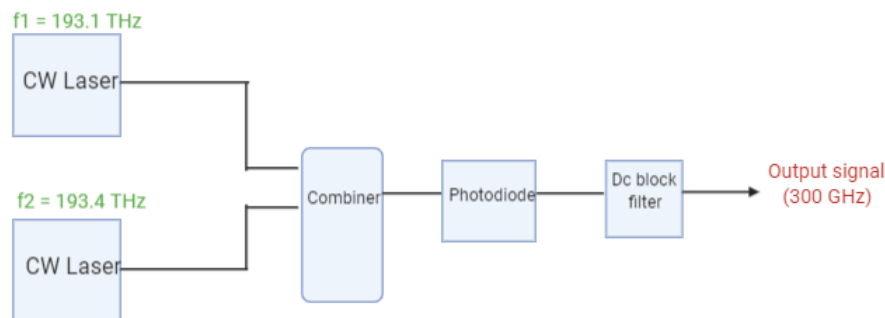 f1 = 193.1 THz
CW Laser
f2 = 193.4 THz
CW Laser
Combiner
Photodiode
Dc block
filter
Output signal
(300 GHz)